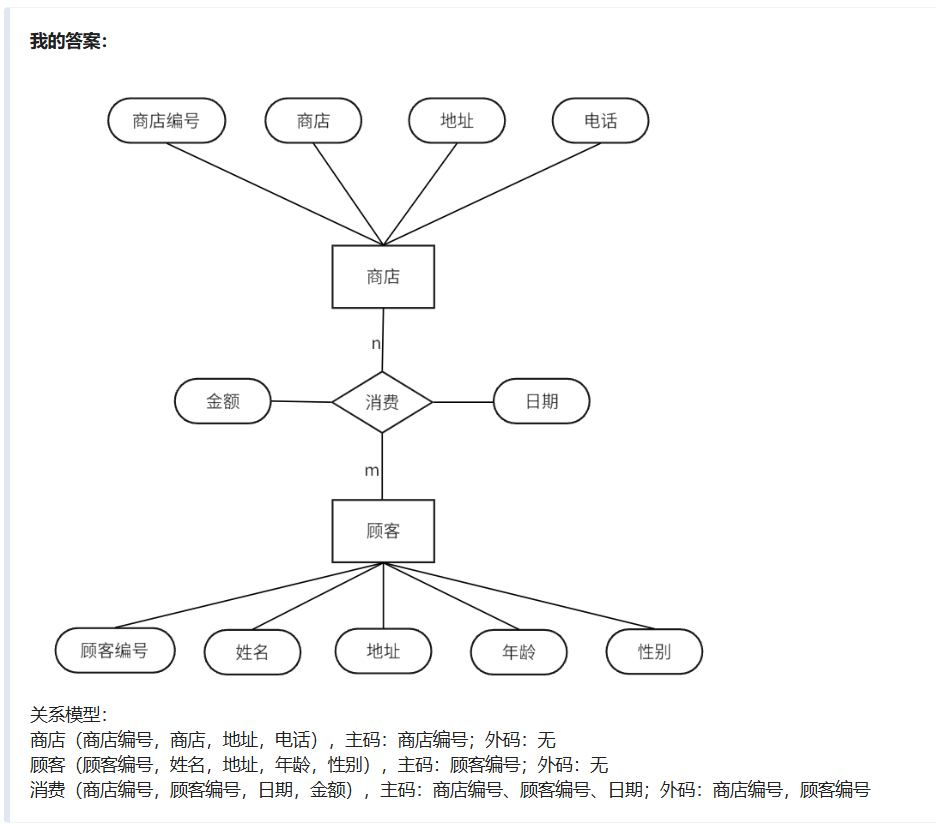 我的答案：
商店编号 商店 地址 电话
商店
n
金额 消费 日期
m
顾客
顾客编号 姓名 地址 年龄 性别
关系模型：
商店（商店编号，商店，地址，电话），主码：商店编号；外码：无
顾客（顾客编号，姓名，地址，年龄，性别），主码：顾客编号；外码：无
消费（商店编号，顾客编号，日期，金额），主码：商店编号、顾客编号、日期；外码：商店编号，顾客编号